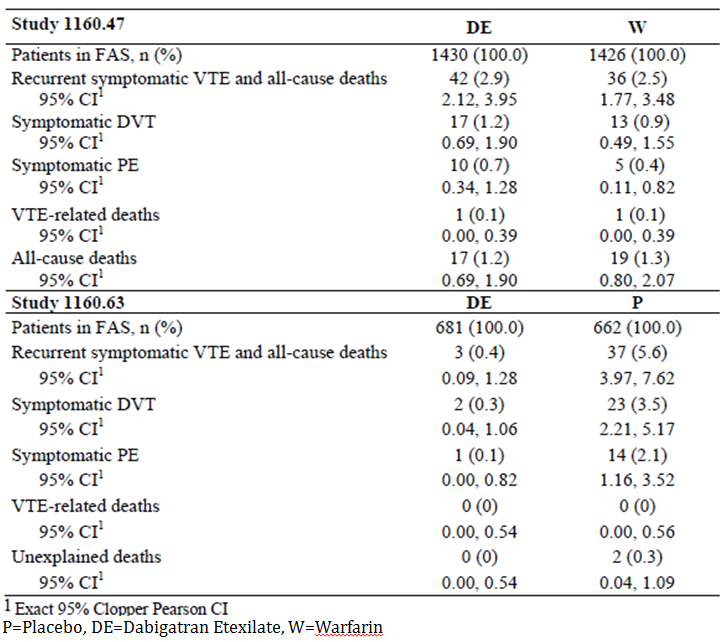 Study 1160.47 DE W
Patients in FAS, n (%) 1430 (100.0) 1426 (100.0)
Recurrent symptomatic VTE and all-cause deaths 42 (2.9) 36 (2.5)
95% CI1 2.12, 3.95 1.77, 3.48
Symptomatic DVT 17 (1.2) 13 (0.9)
95% CI1 0.69, 1.90 0.49, 1.55
Symptomatic PE 10 (0.7) 5 (0.4)
95% CI1 0.34, 1.28 0.11, 0.82
VTE-related deaths 1 (0.1) 1 (0.1)
95% CI1 0.00, 0.39 0.00, 0.39
All-cause deaths 17 (1.2) 19 (1.3)
95% CI1 0.69, 1.90 0.80, 2.07
Study 1160.63 DE P
Patients in FAS, n (%) 681 (100.0) 662 (100.0)
Recurrent symptomatic VTE and all-cause deaths 3 (0.4) 37 (5.6)
95% CI1 0.09, 1.28 3.97, 7.62
Symptomatic DVT 2 (0.3) 23 (3.5)
95% CI1 0.04, 1.06 2.21, 5.17
Symptomatic PE 1 (0.1) 14 (2.1)
95% CI1 0.00, 0.82 1.16, 3.52
VTE-related deaths 0 (0) 0 (0)
95% CI1 0.00, 0.54 0.00, 0.56
Unexplained deaths 0 (0) 2 (0.3)
95% CI1 0.00, 0.54 0.04, 1.09
1 Exact 95% Clopper Pearson CI
P=Placebo, DE=Dabigatran Etexilate, W=Warfarin